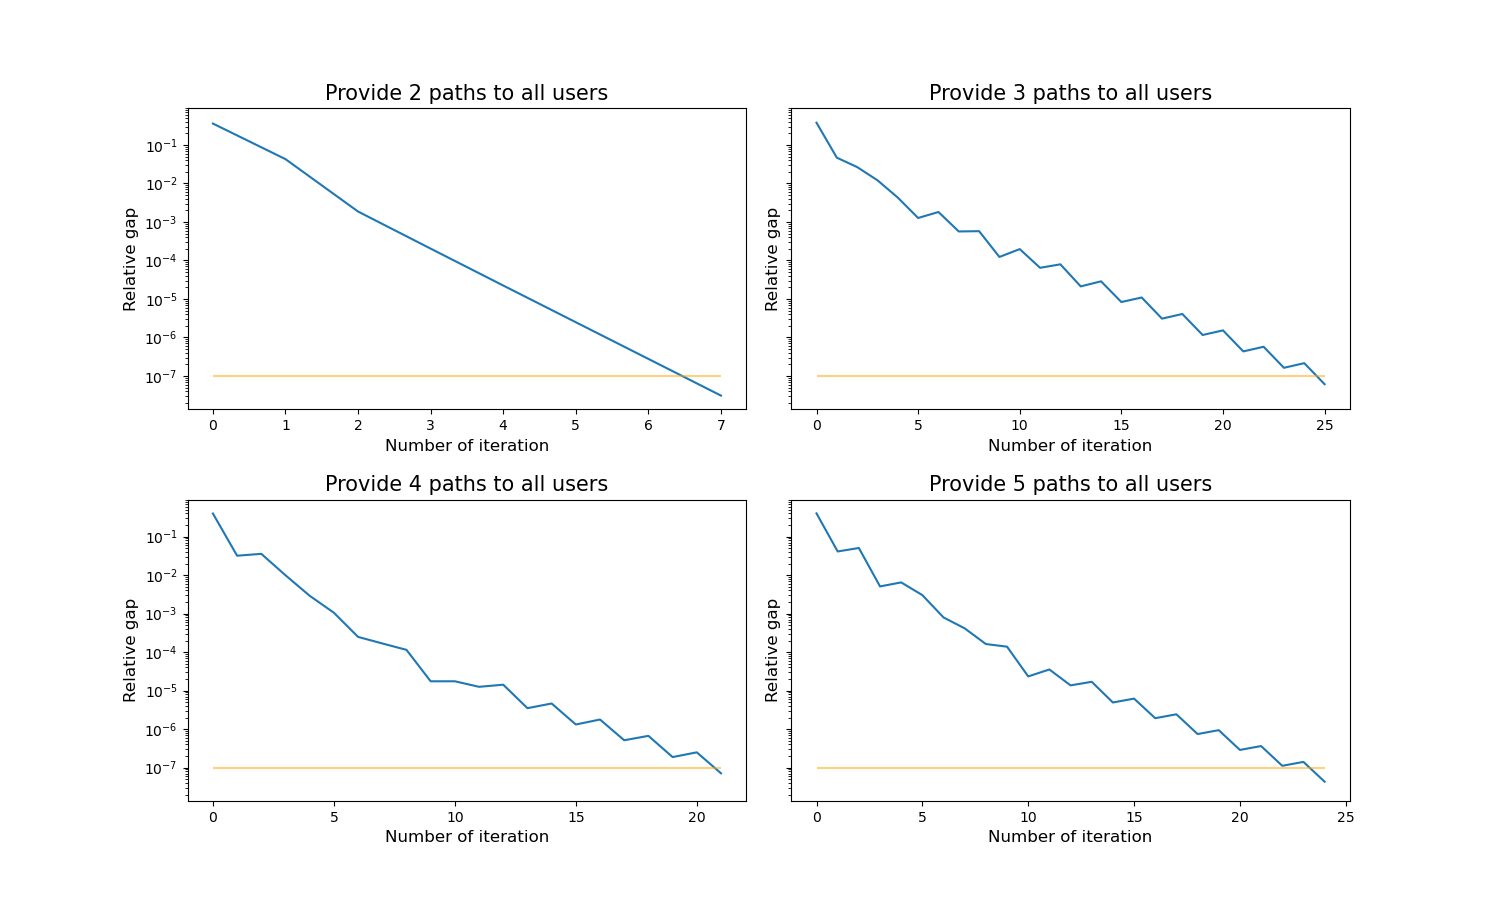 Provide 2 paths to all users
Relative gap
10⁻¹
10⁻²
10⁻³
10⁻⁴
10⁻⁵
10⁻⁶
10⁻⁷
0 1 2 3 4 5 6 7
Number of iteration
Provide 3 paths to all users
Relative gap
0 5 10 15 20 25
Number of iteration
Provide 4 paths to all users
Relative gap
10⁻¹
10⁻²
10⁻³
10⁻⁴
10⁻⁵
10⁻⁶
10⁻⁷
0 5 10 15 20
Number of iteration
Provide 5 paths to all users
Relative gap
0 5 10 15 20 25
Number of iteration